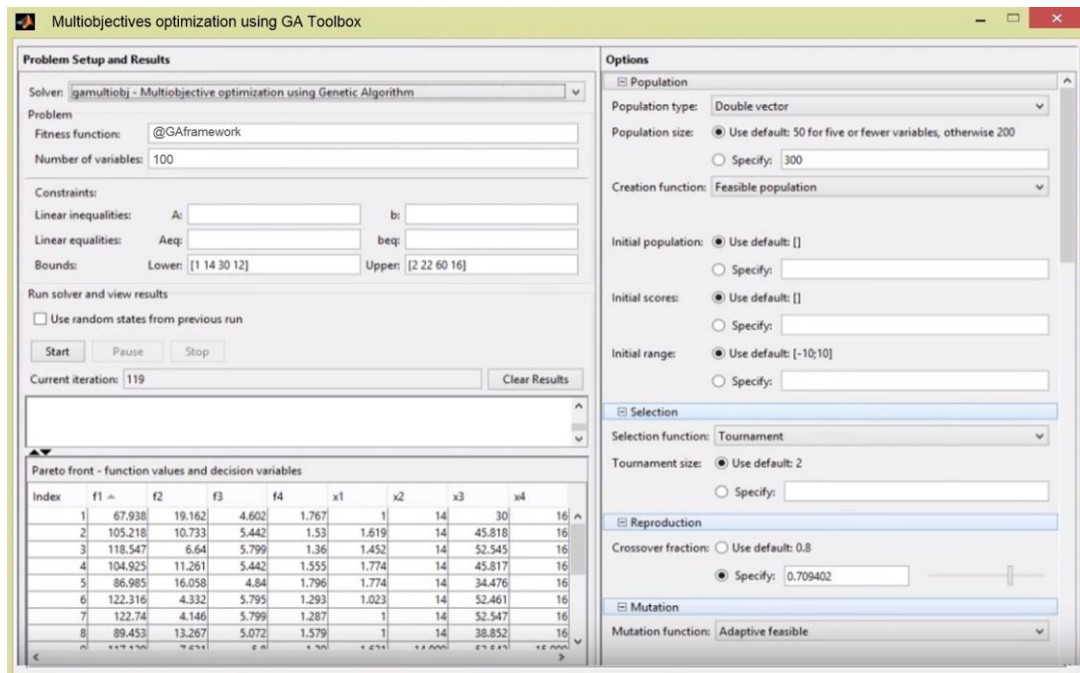 Multiobjectives optimization using GA Toolbox
Problem Setup and Results
Solver: gamultiobj - Multiobjective optimization using Genetic Algorithm
Problem
Fitness function: @GAframework
Number of variables: 100
Constraints:
Linear inequalities: A: b:
Linear equalities: Aeq: beq:
Bounds: Lower: [1 14 30 12] Upper: [2 22 60 16]
Run solver and view results
Use random states from previous run
Start Pause Stop
Current iteration: 119 Clear Results
Pareto front - function values and decision variables
Index f1 f2 f3 f4 x1 x2 x3 x4
1 67.938 19.162 4.602 1.767 1 14 30 16
2 105.218 10.733 5.442 1.53 1.619 14 45.818 16
3 118.547 6.64 5.799 1.36 1.452 14 52.545 16
4 104.925 11.261 5.442 1.555 1.774 14 45.817 16
5 86.985 16.058 4.84 1.796 1.774 14 34.476 16
6 122.316 4.332 5.795 1.293 1.023 14 52.461 16
7 122.74 4.146 5.799 1.287 1 14 52.547 16
8 89.453 13.267 5.072 1.579 1 14 38.852 16
Options
Population
Population type: Double vector
Population size: Use default: 50 for five or fewer variables, otherwise 200
Specify: 300
Creation function: Feasible population
Initial population: Use default: []
Specify:
Initial scores: Use default: []
Specify:
Initial range: Use default: [-10;10]
Specify:
Selection
Selection function: Tournament
Tournament size: Use default: 2
Specify:
Reproduction
Crossover fraction: Use default: 0.8
Specify: 0.709402
Mutation
Mutation function: Adaptive feasible